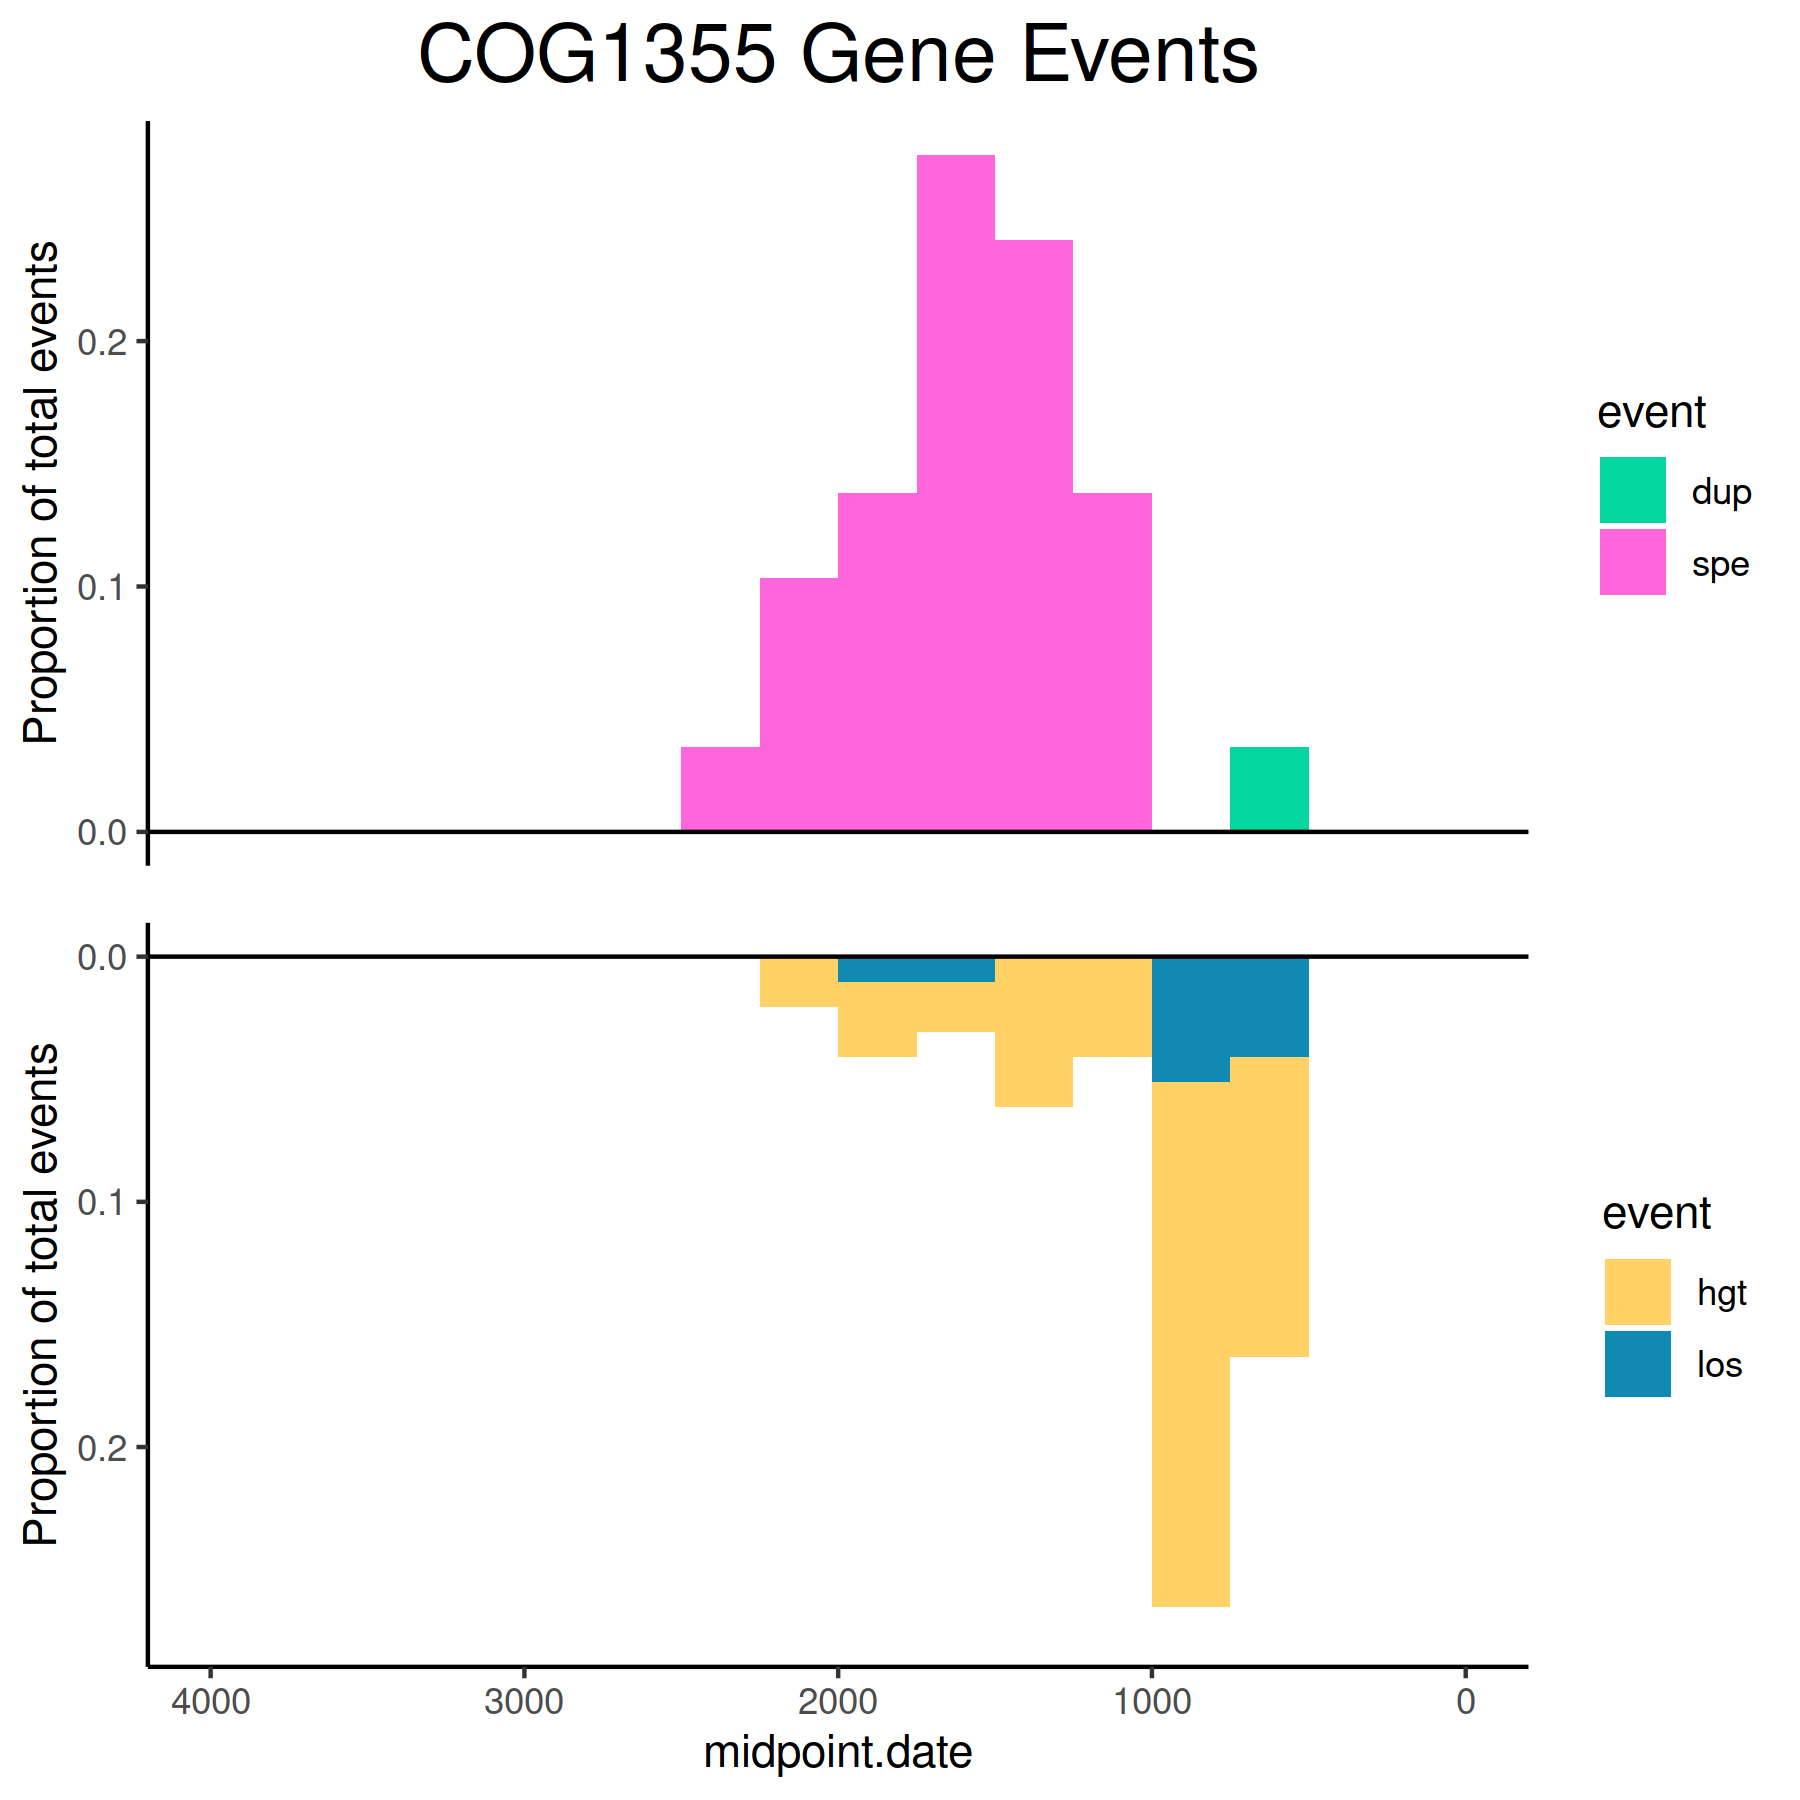 COG1355 Gene Events
Proportion of total events
0.2
0.1
0.0
event
dup
spe
Proportion of total events
0.0
0.1
0.2
event
hgt
los
4000 3000 2000 1000 0
midpoint.date